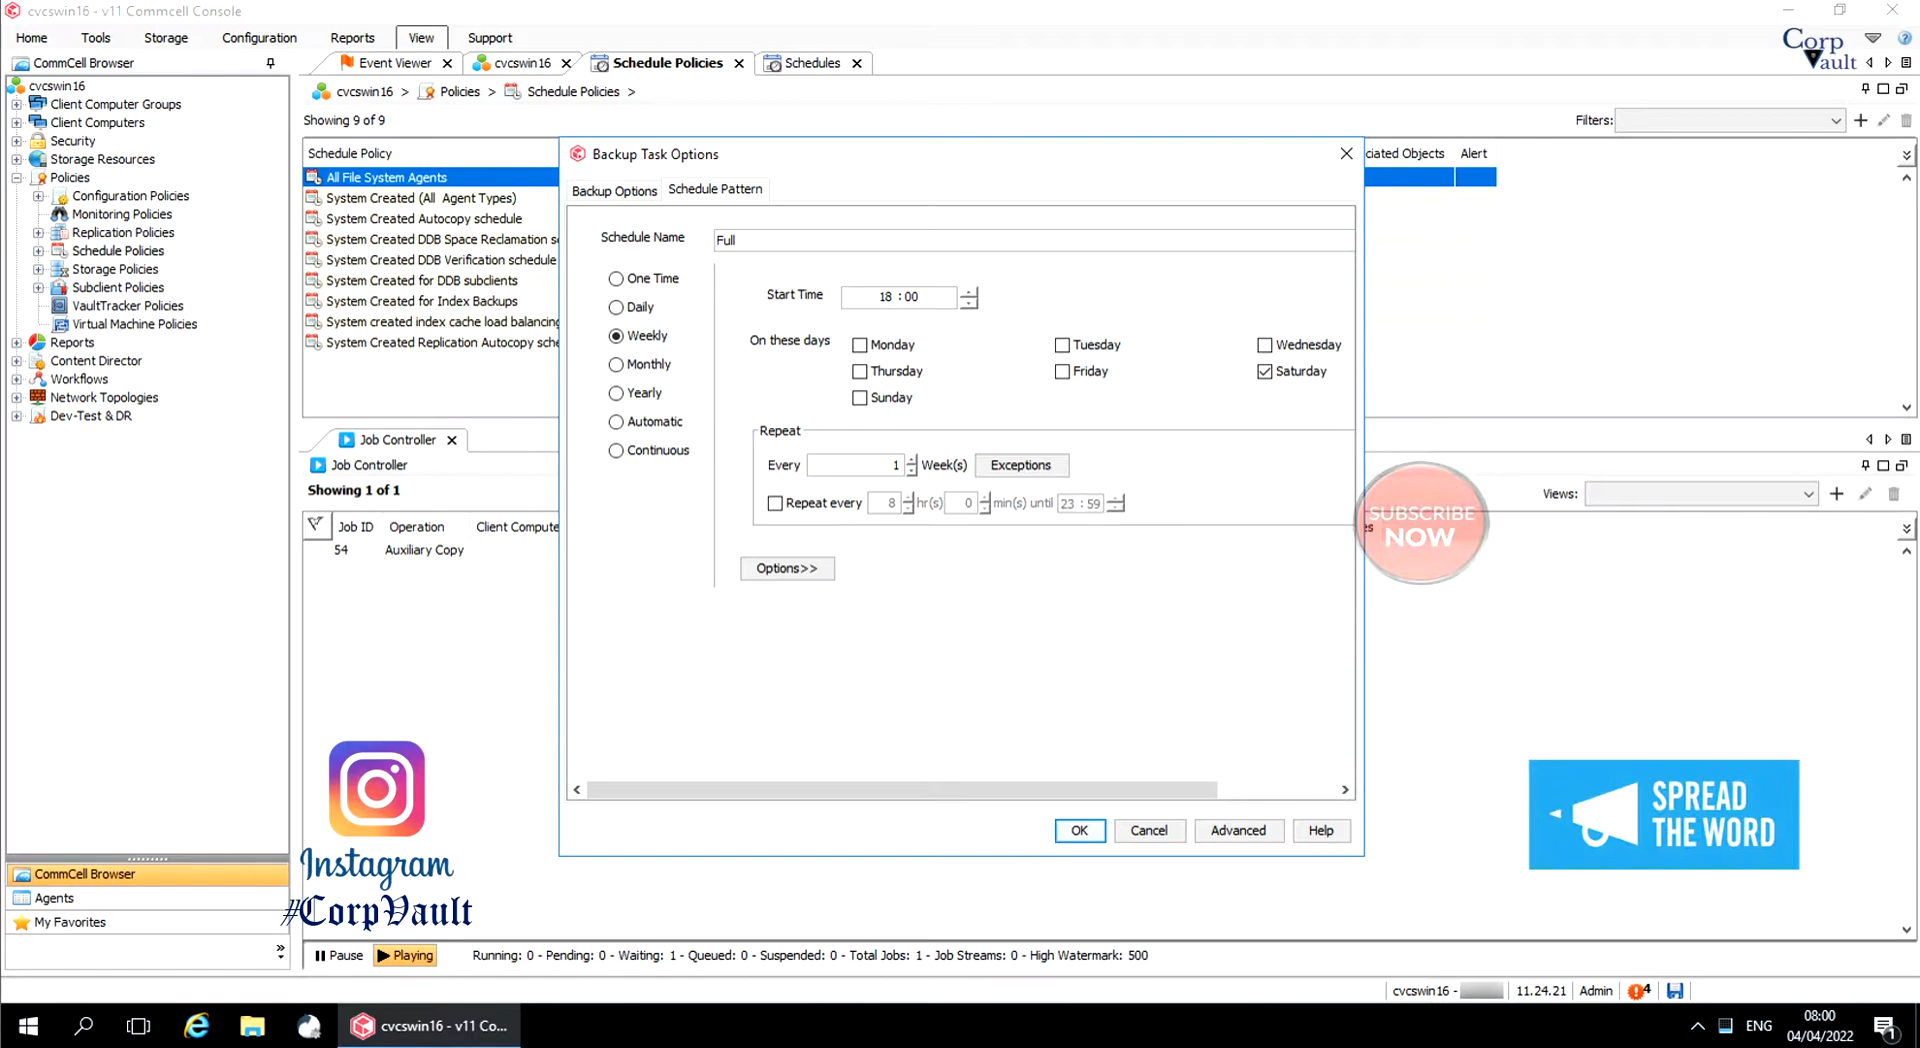 cvcswin16 - v11 Commcell Console
Home Tools Storage Configuration Reports View Support
Corp Vault
CommCell Browser
Event Viewer cvcswin16 Schedule Policies Schedules
cvcswin16
Client Computer Groups
Client Computers
Security
Storage Resources
Policies
Configuration Policies
Monitoring Policies
Replication Policies
Schedule Policies
Storage Policies
Subclient Policies
VaultTracker Policies
Virtual Machine Policies
Reports
Content Director
Workflows
Network Topologies
Dev-Test & DR
CommCell Browser
Agents
My Favorites
cvcswin16 > Policies > Schedule Policies >
Showing 9 of 9
Filters:
Schedule Policy
ciated Objects Alert
All File System Agents
System Created (All Agent Types)
System Created Autocopy schedule
System Created DDB Space Reclamation s
System Created DDB Verification schedule
System Created for DDB subclients
System Created for Index Backups
System created index cache load balancing
System Created Replication Autocopy sche
Backup Task Options
Backup Options Schedule Pattern
Schedule Name Full
One Time
Daily
Weekly
Monthly
Yearly
Automatic
Continuous
Start Time 18 : 00
On these days
Monday Tuesday Wednesday
Thursday Friday Saturday
Sunday
Repeat
Every 1 Week(s) Exceptions
Repeat every 8 hr(s) 0 min(s) until 23 : 59
Options>>
OK Cancel Advanced Help
Job Controller
Job Controller
Showing 1 of 1
Views:
Job ID Operation Client Compute
54 Auxiliary Copy
SUBSCRIBE
NOW
SPREAD
THE WORD
Instagram
#CorpVault
Pause Playing Running: 0 - Pending: 0 - Waiting: 1 - Queued: 0 - Suspended: 0 - Total Jobs: 1 - Job Streams: 0 - High Watermark: 500
cvcswin16 - 11.24.21 Admin 4
cvcswin16 - v11 Co...
ENG
08:00
04/04/2022
1